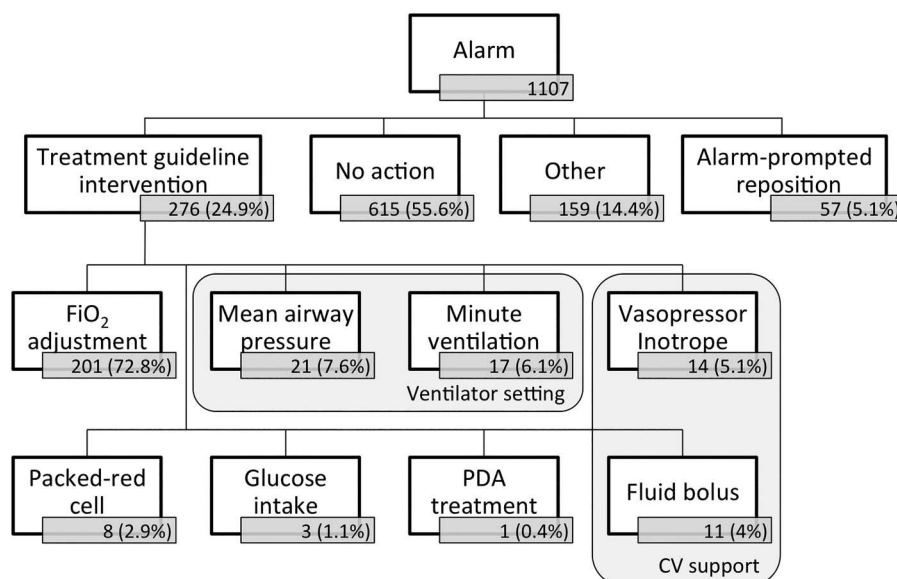 Alarm
1107
Treatment guideline
intervention
276 (24.9%)
No action
615 (55.6%)
Other
159 (14.4%)
Alarm-prompted
reposition
57 (5.1%)
FiO₂
adjustment
201 (72.8%)
Mean airway
pressure
21 (7.6%)
Minute
ventilation
17 (6.1%)
Ventilator setting
Vasopressor
Inotrope
14 (5.1%)
Packed-red
cell
8 (2.9%)
Glucose
intake
3 (1.1%)
PDA
treatment
1 (0.4%)
Fluid bolus
11 (4%)
CV support